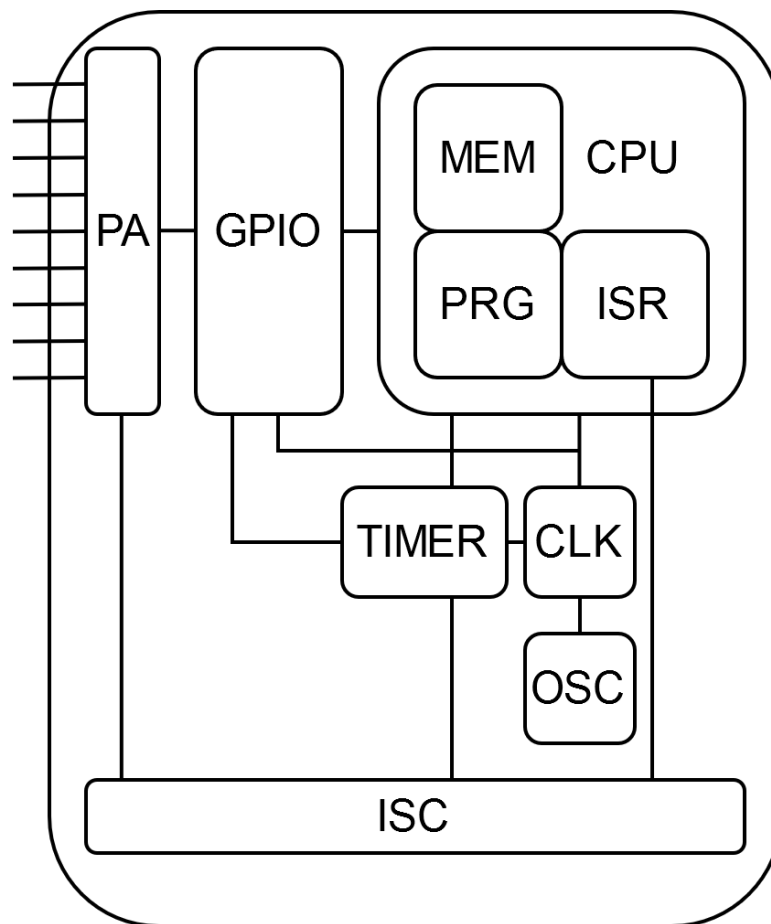 MEM
CPU
PA
GPIO
PRG
ISR
TIMER
CLK
OSC
ISC